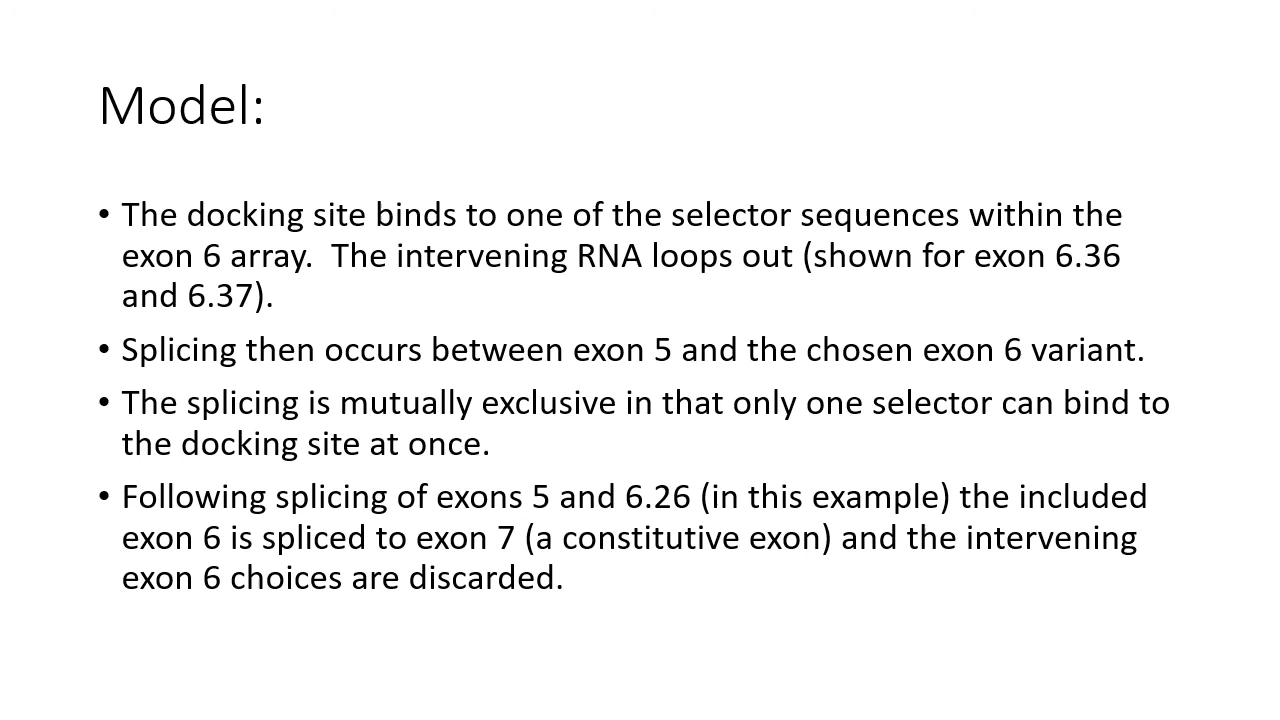 Model:
• The docking site binds to one of the selector sequences within the
exon 6 array.  The intervening RNA loops out (shown for exon 6.36
and 6.37).
• Splicing then occurs between exon 5 and the chosen exon 6 variant.
• The splicing is mutually exclusive in that only one selector can bind to
the docking site at once.
• Following splicing of exons 5 and 6.26 (in this example) the included
exon 6 is spliced to exon 7 (a constitutive exon) and the intervening
exon 6 choices are discarded.